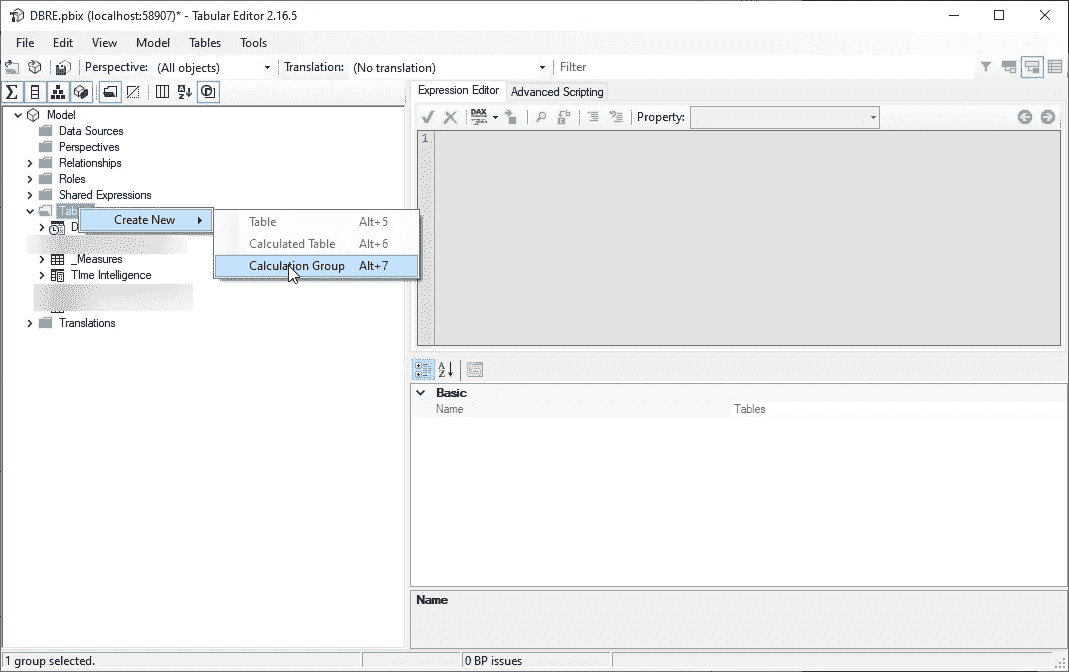 DBRE.pbix (localhost:58907)* - Tabular Editor 2.16.5
File Edit View Model Tables Tools
Perspective: (All objects) Translation: (No translation) Filter
Expression Editor Advanced Scripting
DAX Property:
1
Model
Data Sources
Perspectives
Relationships
Roles
Shared Expressions
Tab
Create New
Table Alt+5
Calculated Table Alt+6
Calculation Group Alt+7
D
_Measures
TIme Intelligence
Translations
Basic
Name Tables
Name
1 group selected. 0 BP issues